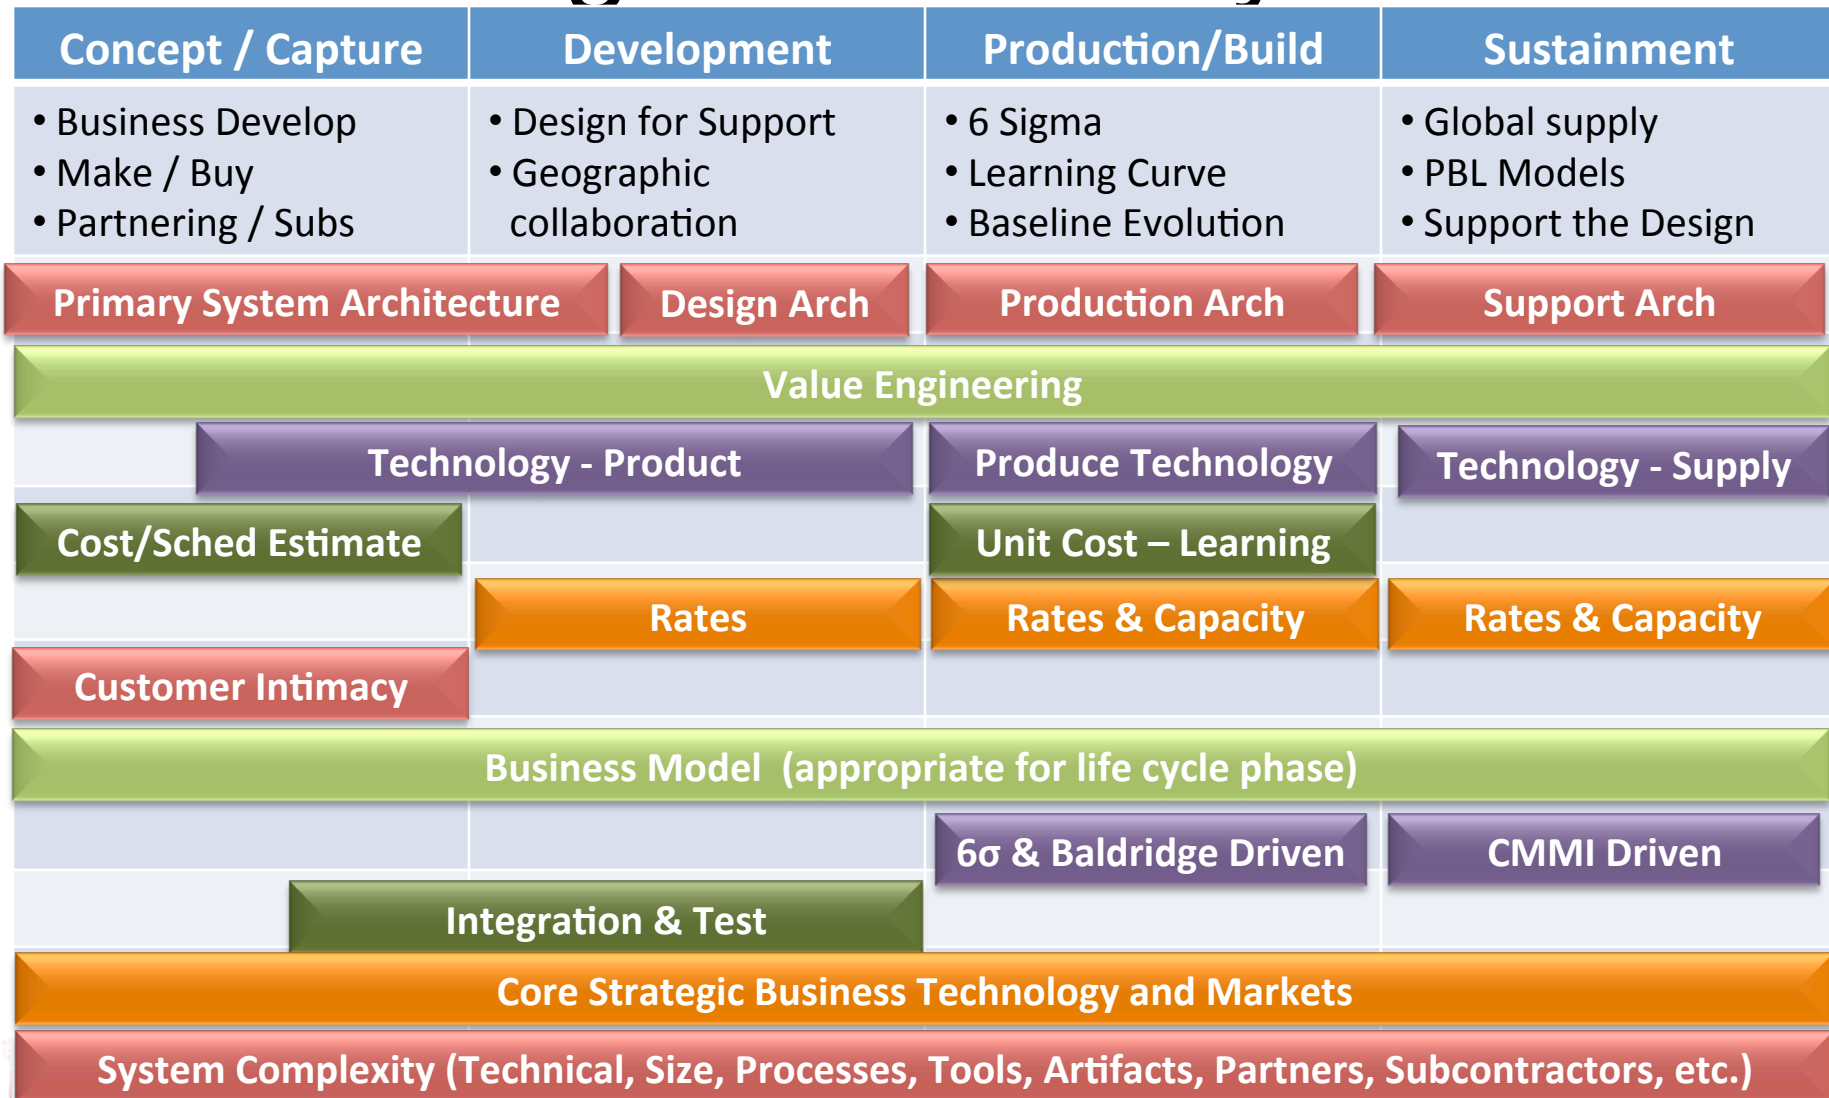 Concept / Capture
Development
Production/Build
Sustainment
• Business Develop
• Make / Buy
• Partnering / Subs
• Design for Support
• Geographic
collaboration
• 6 Sigma
• Learning Curve
• Baseline Evolution
• Global supply
• PBL Models
• Support the Design
Primary System Architecture
Design Arch
Production Arch
Support Arch
Value Engineering
Technology - Product
Produce Technology
Technology - Supply
Cost/Sched Estimate
Unit Cost – Learning
Rates
Rates & Capacity
Rates & Capacity
Customer Intimacy
Business Model (appropriate for life cycle phase)
6σ & Baldridge Driven
CMMI Driven
Integration & Test
Core Strategic Business Technology and Markets
System Complexity (Technical, Size, Processes, Tools, Artifacts, Partners, Subcontractors, etc.)